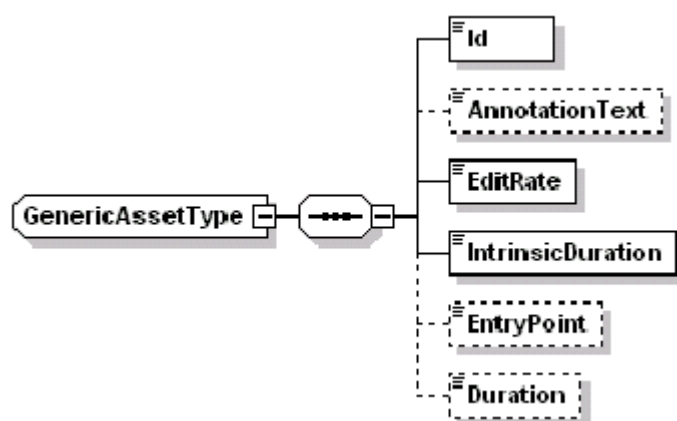 Id
AnnotationText
EditRate
GenericAssetType
IntrinsicDuration
EntryPoint
Duration